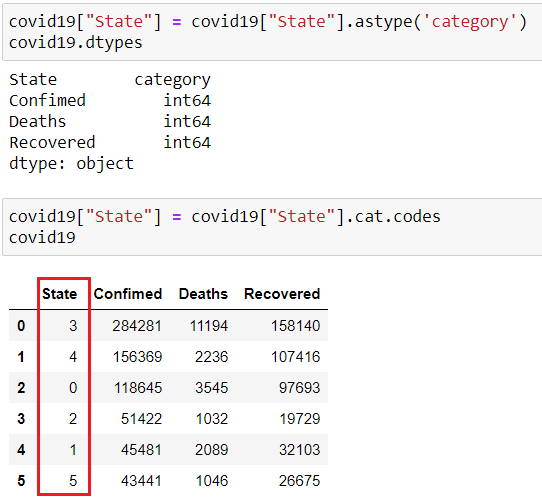 covid19["State"] = covid19["State"].astype('category')
covid19.dtypes
State category
Confimed int64
Deaths int64
Recovered int64
dtype: object
covid19["State"] = covid19["State"].cat.codes
covid19
State Confimed Deaths Recovered
0 3 284281 11194 158140
1 4 156369 2236 107416
2 0 118645 3545 97693
3 2 51422 1032 19729
4 1 45481 2089 32103
5 5 43441 1046 26675